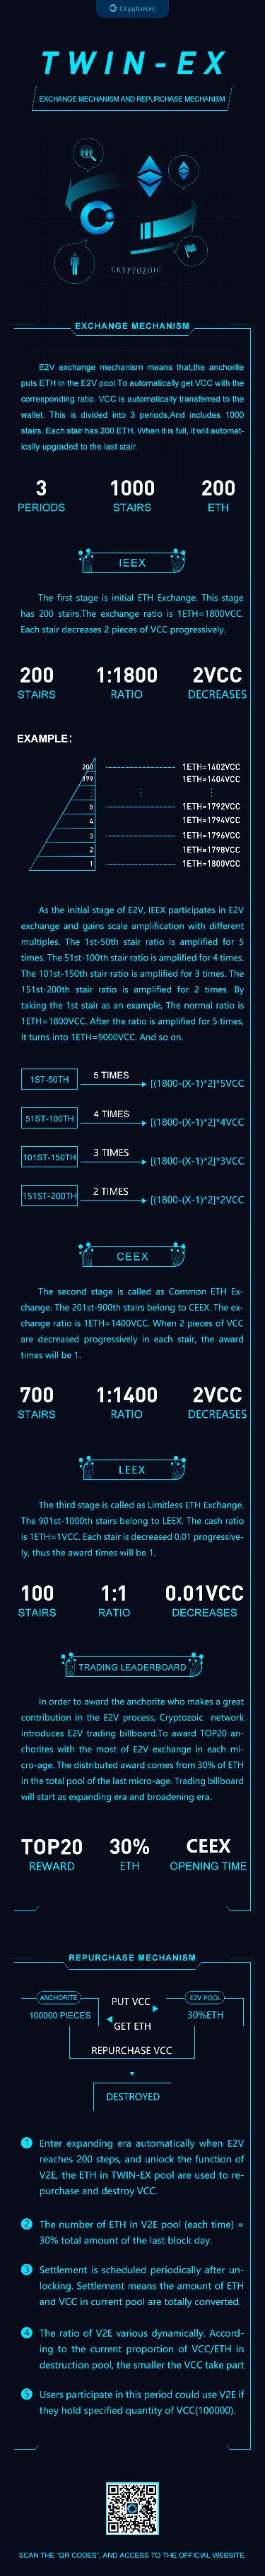 Cryptozoic
TWIN-EX
EXCHANGE MECHANISM AND REPURCHASE MECHANISM
CRYPTOZOIC
EXCHANGE MECHANISM
E2V exchange mechanism means that,the anchorite
puts ETH in the E2V pool.To automatically get VCC with the
corresponding ratio. VCC is automatically transferred to the
wallet. This is divided into 3 periods,And includes 1000
stairs. Each stair has 200 ETH. When it is full, it will automat-
ically upgraded to the last stair.
3 1000 200
PERIODS STAIRS ETH
IEEX
The first stage is initial ETH Exchange. This stage
has 200 stairs.The exchange ratio is 1ETH=1800VCC.
Each stair decreases 2 pieces of VCC progressively.
200 1:1800 2VCC
STAIRS RATIO DECREASES
EXAMPLE:
200 1ETH=1402VCC
199 1ETH=1404VCC
5 1ETH=1792VCC
4 1ETH=1794VCC
3 1ETH=1796VCC
2 1ETH=1798VCC
1 1ETH=1800VCC
As the initial stage of E2V, IEEX participates in E2V
exchange and gains scale amplification with different
multiples. The 1st-50th stair ratio is amplified for 5
times. The 51st-100th stair ratio is amplified for 4 times.
The 101st-150th stair ratio is amplified for 3 times. The
151st-200th stair ratio is amplified for 2 times. By
taking the 1st stair as an example, The normal ratio is
1ETH=1800VCC. After the ratio is amplified for 5 times,
it turns into 1ETH=9000VCC. And so on.
1ST-50TH 5 TIMES [(1800-(X-1)*2]*5VCC
51ST-100TH 4 TIMES [(1800-(X-1)*2]*4VCC
101ST-150TH 3 TIMES [(1800-(X-1)*2]*3VCC
151ST-200TH 2 TIMES [(1800-(X-1)*2]*2VCC
CEEX
The second stage is called as Common ETH Ex-
change. The 201st-900th stairs belong to CEEX. The ex-
change ratio is 1ETH=1400VCC. When 2 pieces of VCC
are decreased progressively in each stair, the award
times will be 1.
700 1:1400 2VCC
STAIRS RATIO DECREASES
LEEX
The third stage is called as Limitless ETH Exchange.
The 901st-1000th stairs belong to LEEX. The cash ratio
is 1ETH=1VCC. Each stair is decreased 0.01 progressive-
ly, thus the award times will be 1.
100 1:1 0.01VCC
STAIRS RATIO DECREASES
TRADING LEADERBOARD
In order to award the anchorite who makes a great
contribution in the E2V process, Cryptozoic network
introduces E2V trading billboard.To award TOP20 an-
chorites with the most of E2V exchange in each mi-
cro-age. The distributed award comes from 30% of ETH
in the total pool of the last micro-age. Trading billboard
will start as expanding era and broadening era.
TOP20 30% CEEX
REWARD ETH OPENING TIME
REPURCHASE MECHANISM
ANCHORITE
100000 PIECES
PUT VCC
GET ETH
E2V POOL
30%ETH
REPURCHASE VCC
DESTROYED
1 Enter expanding era automatically when E2V
reaches 200 steps, and unlock the function of
V2E, the ETH in TWIN-EX pool are used to re-
purchase and destroy VCC.
2 The number of ETH in V2E pool (each time) =
30% total amount of the last block day.
3 Settlement is scheduled periodically after un-
locking. Settlement means the amount of ETH
and VCC in current pool are totally converted.
4 The ratio of V2E various dynamically. Accord-
ing to the current proportion of VCC/ETH in
destruction pool, the smaller the VCC take part
5 Users participate in this period could use V2E if
they hold specified quantity of VCC(100000).
SCAN THE "QR CODES", AND ACCESS TO THE OFFICIAL WEBSITE.